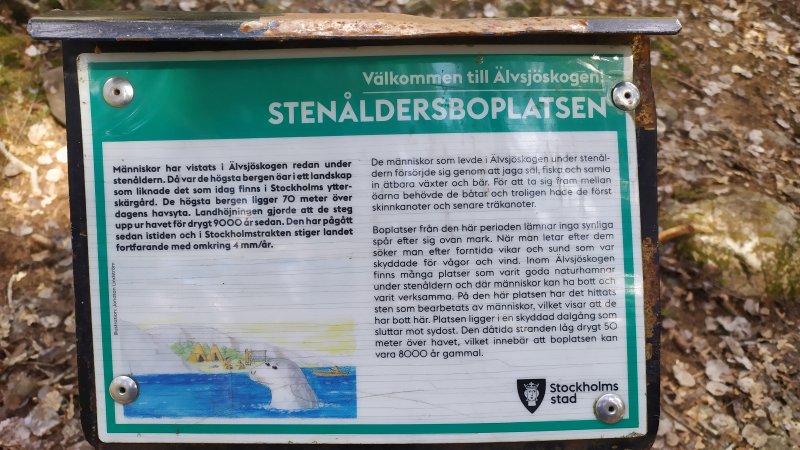 Välkommen till Älvsjöskogen!
STENÅLDERSBOPLATSEN
Människor har vistats i Älvsjöskogen redan under
stenåldern. Då var de högsta bergen öar i ett landskap
som liknade det som idag finns i Stockholms ytter-
skärgård. De högsta bergen ligger 70 meter över
dagens havsyta. Landhöjningen gjorde att de steg
upp ur havet för drygt 9000 år sedan. Den har pågått
sedan istiden och i Stockholmstrakten stiger landet
fortfarande med omkring 4 mm/år.
De människor som levde i Älvsjöskogen under stenål-
dern försörjde sig genom att jaga säl, fiska och samla
in ätbara växter och bär. För att ta sig fram mellan
öarna behövde de båtar och troligen hade de först
skinnkanoter och senare träkanoter.
Boplatser från den här perioden lämnar inga synliga
spår efter sig ovan mark. När man letar efter dem
söker man efter forntida vikar och sund som var
skyddade för vågor och vind. Inom Älvsjöskogen
finns många platser som varit goda naturhamnar
under stenåldern och där människor kan ha bott och
varit verksamma. På den här platsen har det hittats
sten som bearbetats av människor, vilket visar att de
har bott här. Platsen ligger i en skyddad dalgång som
sluttar mot sydost. Den dåtida stranden låg drygt 50
meter över havet, vilket innebär att boplatsen kan
vara 8000 år gammal.
Illustration: Jonathan Lindström
Stockholms
stad